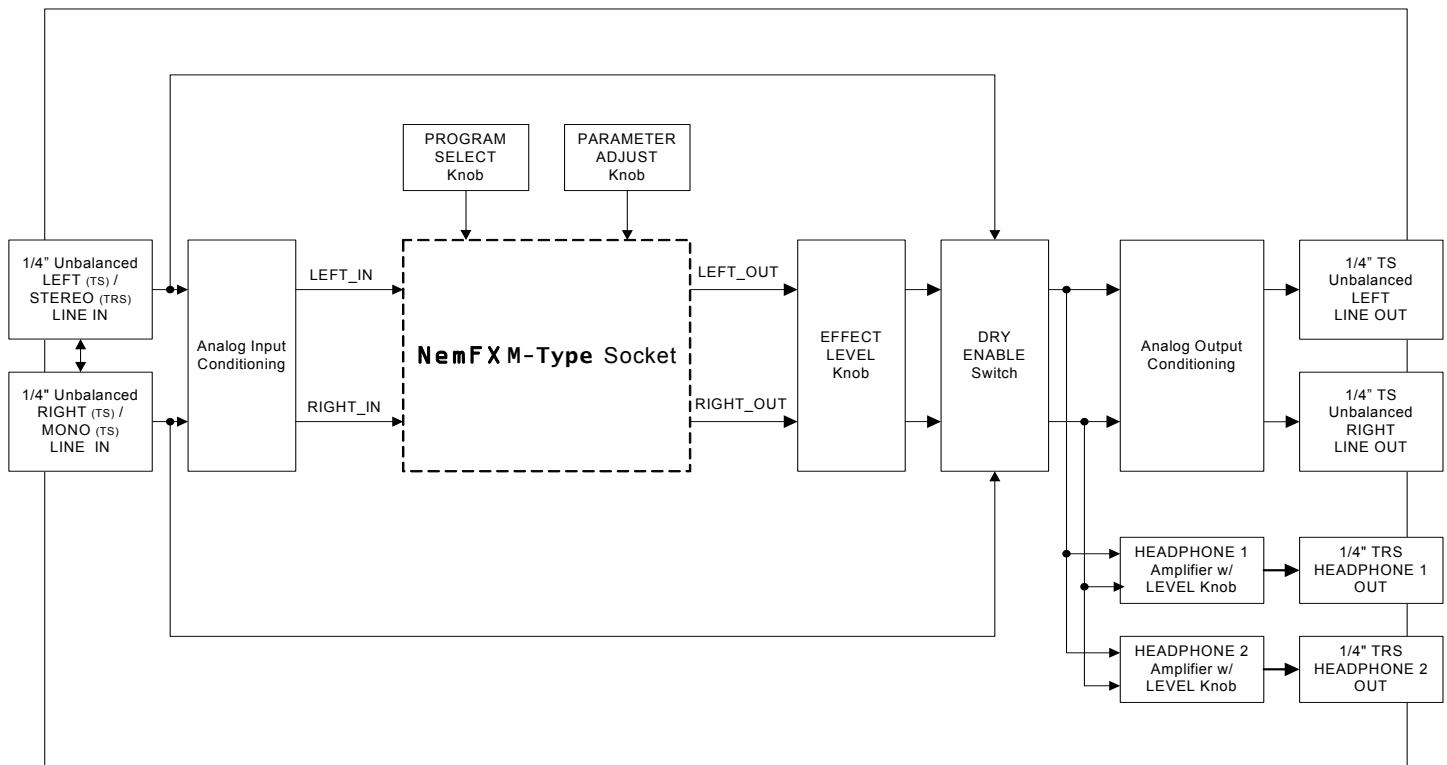 PROGRAM
SELECT
Knob
PARAMETER
ADJUST
Knob
1/4” Unbalanced
LEFT (TS) /
STEREO (TRS)
LINE IN
1/4" Unbalanced
RIGHT (TS) /
MONO (TS)
LINE IN
Analog Input
Conditioning
LEFT_IN
RIGHT_IN
NemFX M-Type Socket
LEFT_OUT
RIGHT_OUT
EFFECT
LEVEL
Knob
DRY
ENABLE
Switch
Analog Output
Conditioning
1/4” TS
Unbalanced
LEFT
LINE OUT
1/4” TS
Unbalanced
RIGHT
LINE OUT
HEADPHONE 1
Amplifier w/
LEVEL Knob
1/4" TRS
HEADPHONE 1
OUT
HEADPHONE 2
Amplifier w/
LEVEL Knob
1/4" TRS
HEADPHONE 2
OUT